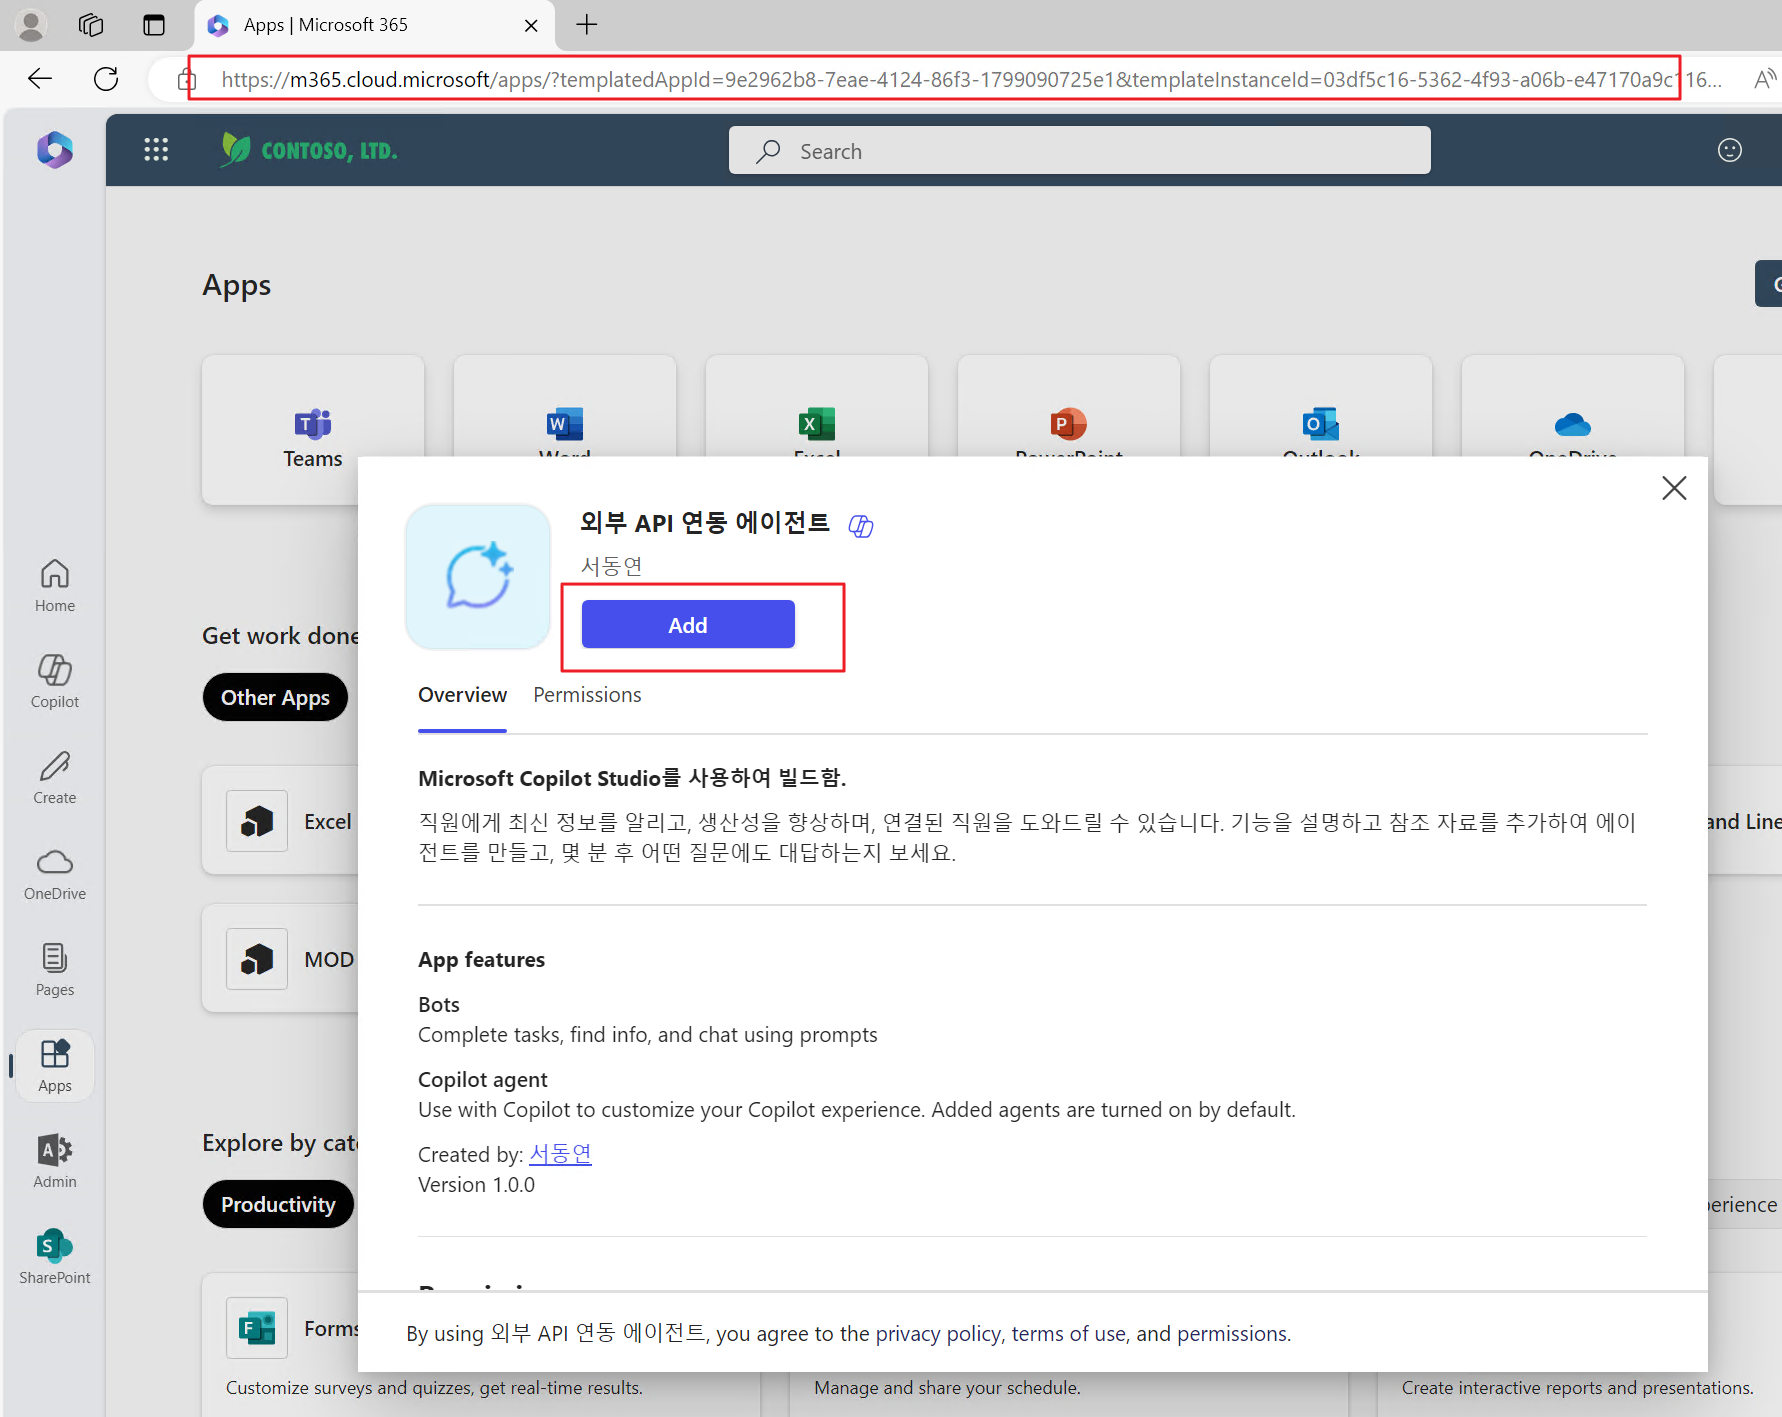 Apps | Microsoft 365
https://m365.cloud.microsoft/apps/?templatedAppId=9e2962b8-7eae-4124-86f3-1799090725e1&templateInstanceId=03df5c16-5362-4f93-a06b-e47170a9c116...
CONTOSO, LTD.
Search
Apps
Teams
Word
Excel
PowerPoint
Outlook
OneDrive
외부 API 연동 에이전트
서동연
Add
Overview
Permissions
Microsoft Copilot Studio를 사용하여 빌드함.
직원에게 최신 정보를 알리고, 생산성을 향상하며, 연결된 직원을 도와드릴 수 있습니다. 기능을 설명하고 참조 자료를 추가하여 에이
전트를 만들고, 몇 분 후 어떤 질문에도 대답하는지 보세요.
App features
Bots
Complete tasks, find info, and chat using prompts
Copilot agent
Use with Copilot to customize your Copilot experience. Added agents are turned on by default.
Created by: 서동연
Version 1.0.0
By using 외부 API 연동 에이전트, you agree to the privacy policy, terms of use, and permissions.
Home
Copilot
Create
OneDrive
Pages
Apps
Admin
SharePoint
Get work done
Other Apps
Excel
and Line
MOD
Explore by cat
Productivity
perience
Forms
Customize surveys and quizzes, get real-time results.
Manage and share your schedule.
Create interactive reports and presentations.